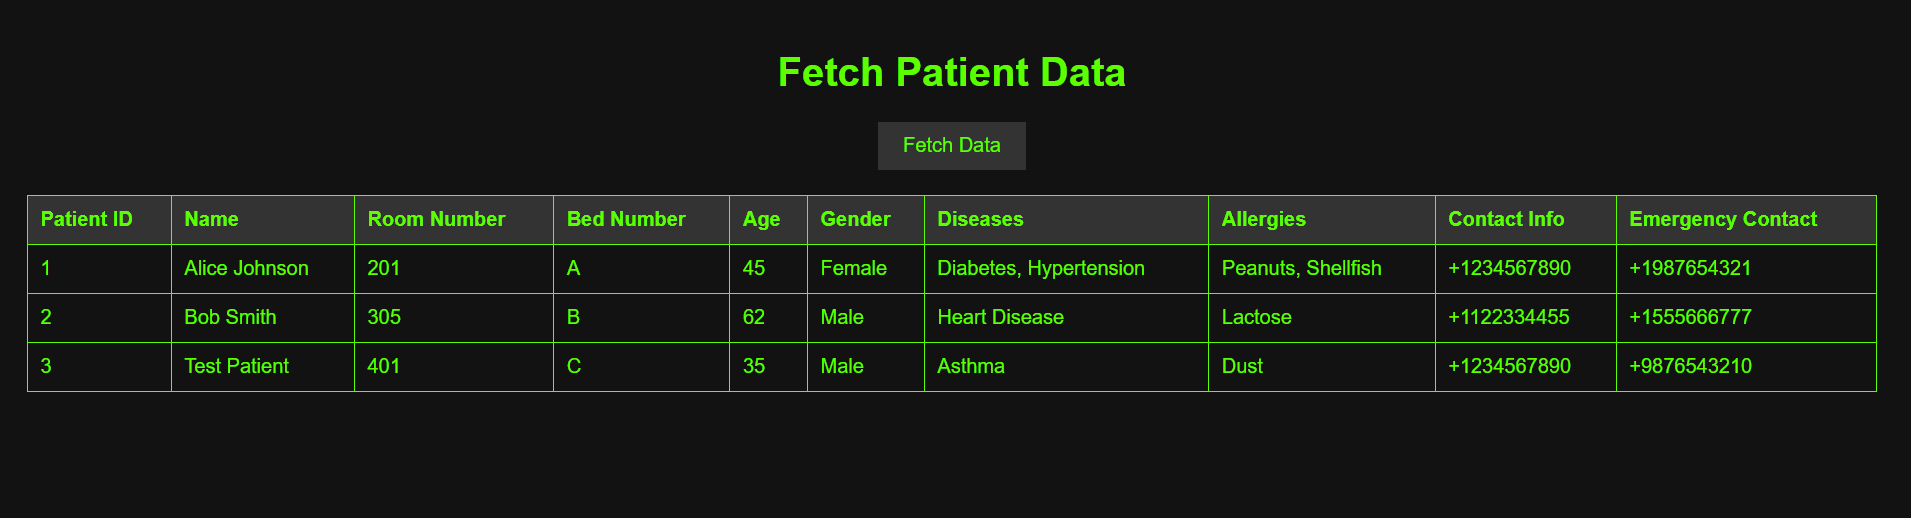 Fetch Patient Data
Fetch Data
Patient ID Name Room Number Bed Number Age Gender Diseases Allergies Contact Info Emergency Contact
1 Alice Johnson 201 A 45 Female Diabetes, Hypertension Peanuts, Shellfish +1234567890 +1987654321
2 Bob Smith 305 B 62 Male Heart Disease Lactose +1122334455 +1555666777
3 Test Patient 401 C 35 Male Asthma Dust +1234567890 +9876543210